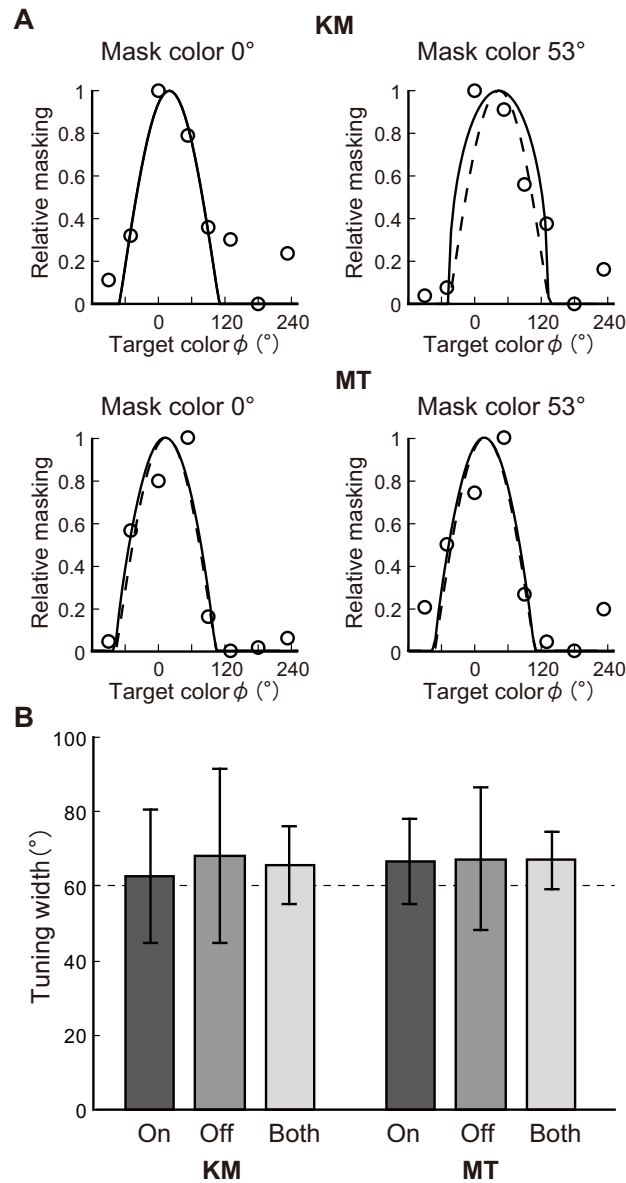 A
KM
Mask color 0°
Mask color 53°
Relative masking
1
0.8
0.6
0.4
0.2
0
0 120 240
Target color ϕ (°)
Relative masking
1
0.8
0.6
0.4
0.2
0
0 120 240
Target color ϕ (°)
MT
Mask color 0°
Mask color 53°
Relative masking
1
0.8
0.6
0.4
0.2
0
0 120 240
Target color ϕ (°)
Relative masking
1
0.8
0.6
0.4
0.2
0
0 120 240
Target color ϕ (°)
B
Tuning width (°)
100
80
60
40
20
0
On Off Both On Off Both
KM MT